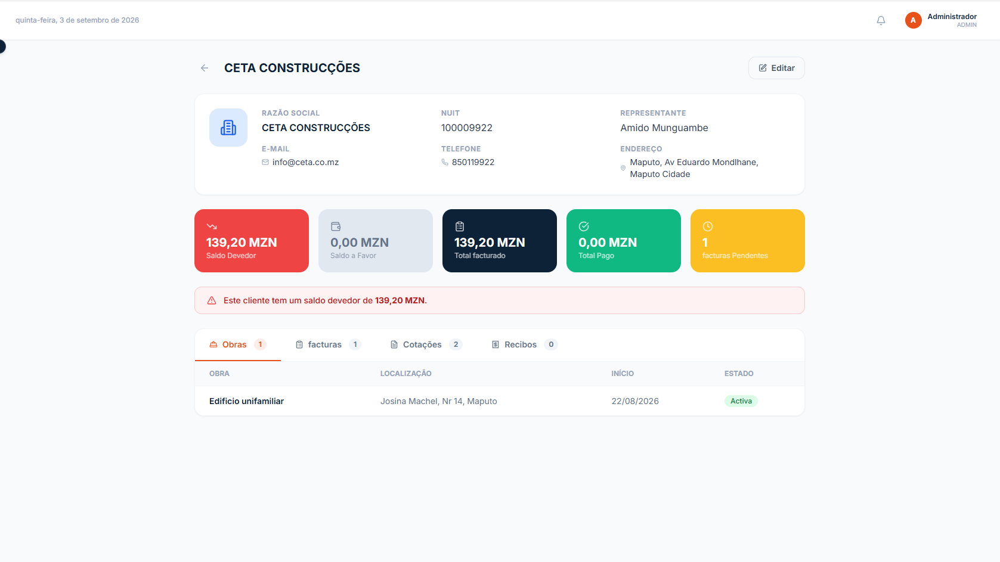 quinta-feira, 3 de setembro de 2026
A
Administrador
ADMIN
CETA CONSTRUCÇÕES
Editar
RAZÃO SOCIAL
CETA CONSTRUCÇÕES
NUIT
100009922
REPRESENTANTE
Amido Munguambe
E-MAIL
info@ceta.co.mz
TELEFONE
850119922
ENDEREÇO
Maputo, Av Eduardo Mondlhane,
Maputo Cidade
139,20 MZN
Saldo Devedor
0,00 MZN
Saldo a Favor
139,20 MZN
Total facturado
0,00 MZN
Total Pago
1
facturas Pendentes
Este cliente tem um saldo devedor de 139,20 MZN.
Obras 1
facturas 1
Cotações 2
Recibos 0
OBRA LOCALIZAÇÃO INÍCIO ESTADO
Edificio unifamiliar Josina Machel, Nr 14, Maputo 22/08/2026 Activa